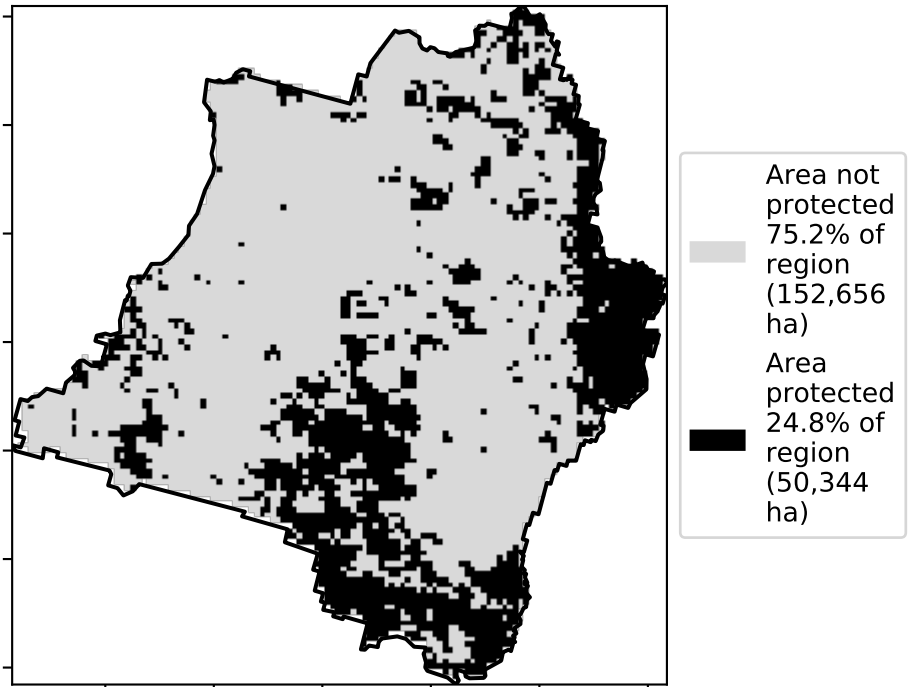 Area not
protected
75.2% of
region
(152,656
ha)
Area
protected
24.8% of
region
(50,344
ha)